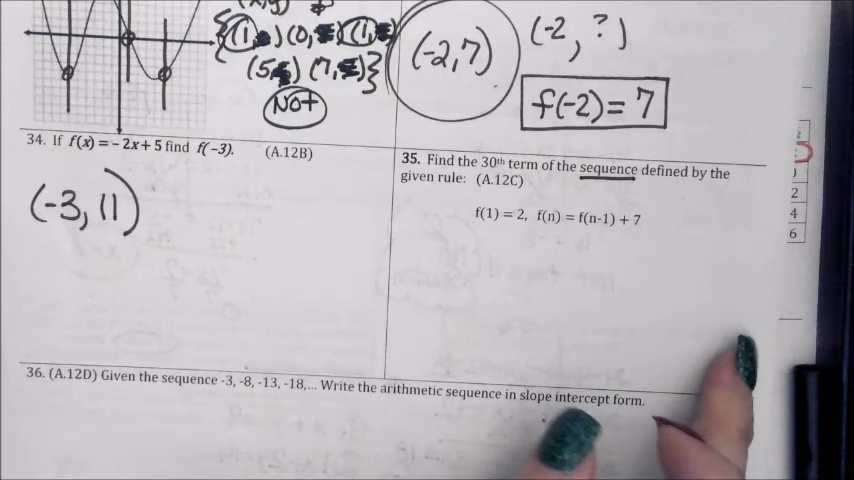 (x,y)
{(1, ) (0, ) (1, )
(5, ) (7, )}
Not
(-2,7)
(-2, ?)
f(-2) = 7
34. If f(x) = - 2x + 5 find f(-3). (A.12B)
(-3, 11)
35. Find the 30th term of the sequence defined by the
given rule: (A.12C)
f(1) = 2, f(n) = f(n-1) + 7
2
4
6
36. (A.12D) Given the sequence -3, -8, -13, -18,... Write the arithmetic sequence in slope intercept form.